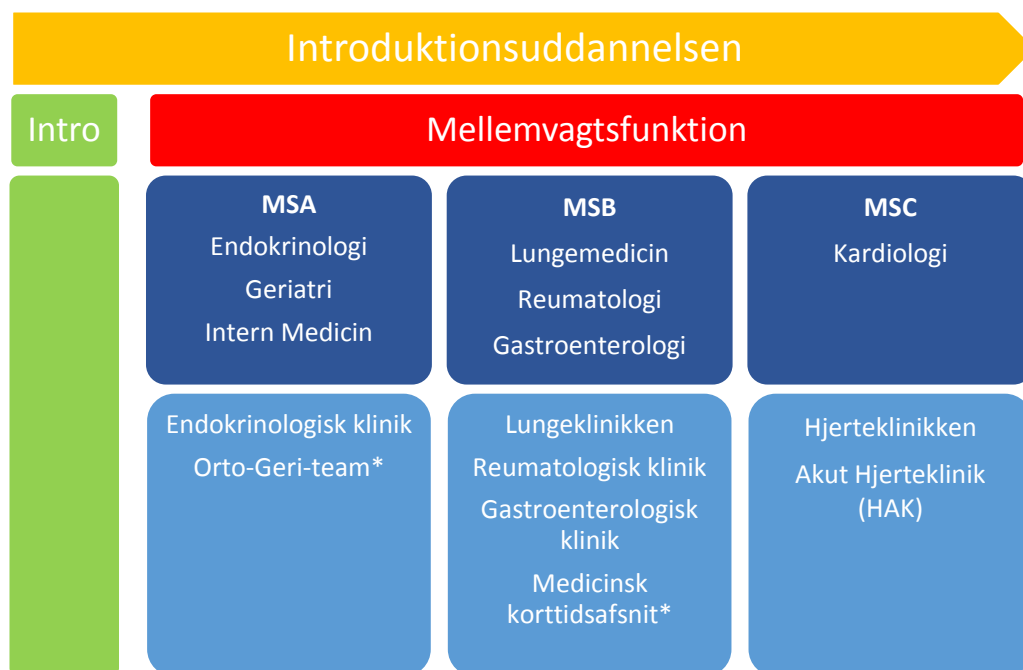 Introduktionsuddannelsen
Intro
Mellemvagtsfunktion
MSA
Endokrinologi
Geriatri
Intern Medicin
MSB
Lungemedicin
Reumatologi
Gastroenterologi
MSC
Kardiologi
Endokrinologisk klinik
Orto-Geri-team*
Lungeklinikken
Reumatologisk klinik
Gastroenterologisk
klinik
Medicinsk
korttidsafsnit*
Hjerteklinikken
Akut Hjerteklinik
(HAK)